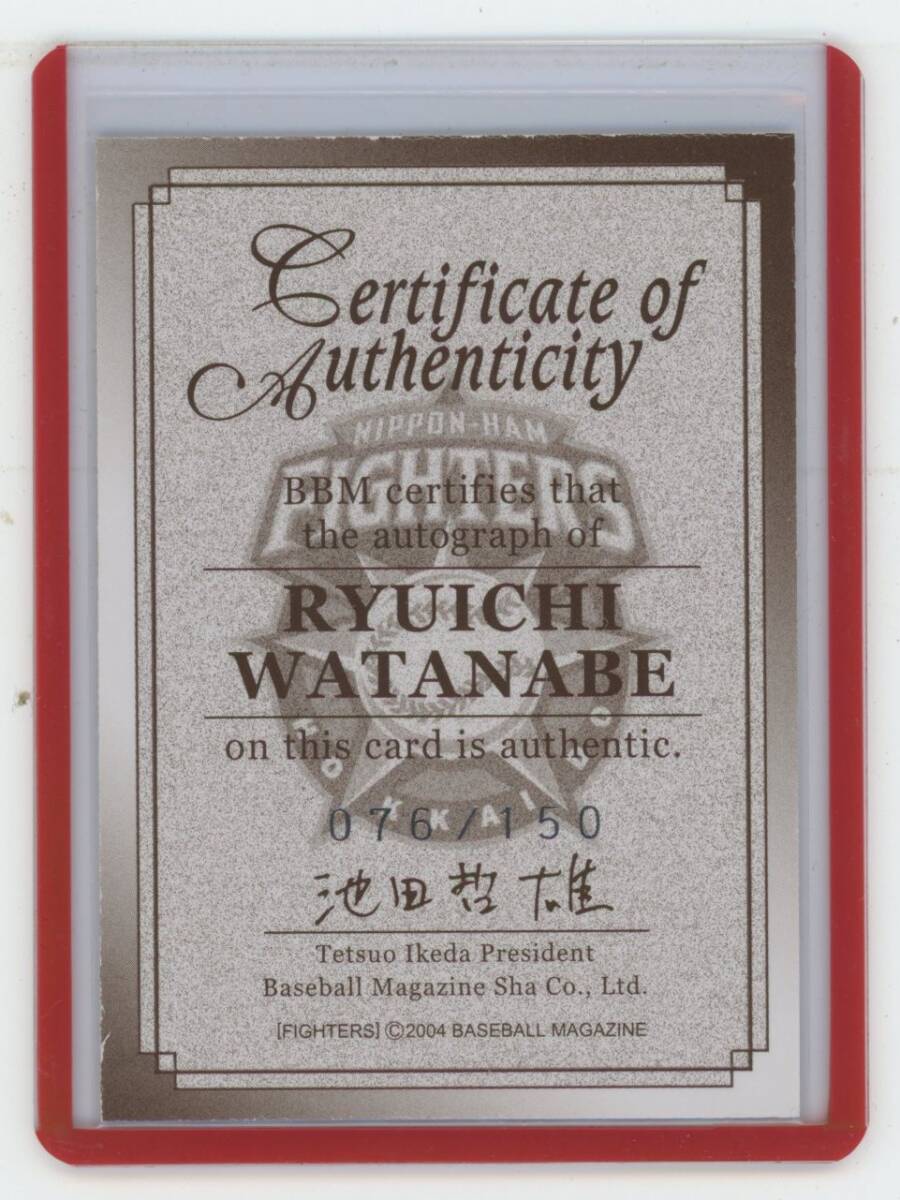 Certificate of
Authenticity
NIPPON-HAM
FIGHTERS
BBM certifies that
the autograph of
RYUICHI
WATANABE
on this card is authentic.
HOKKAIDO
076/150
池田哲雄
Tetsuo Ikeda President
Baseball Magazine Sha Co., Ltd.
[FIGHTERS] ©2004 BASEBALL MAGAZINE